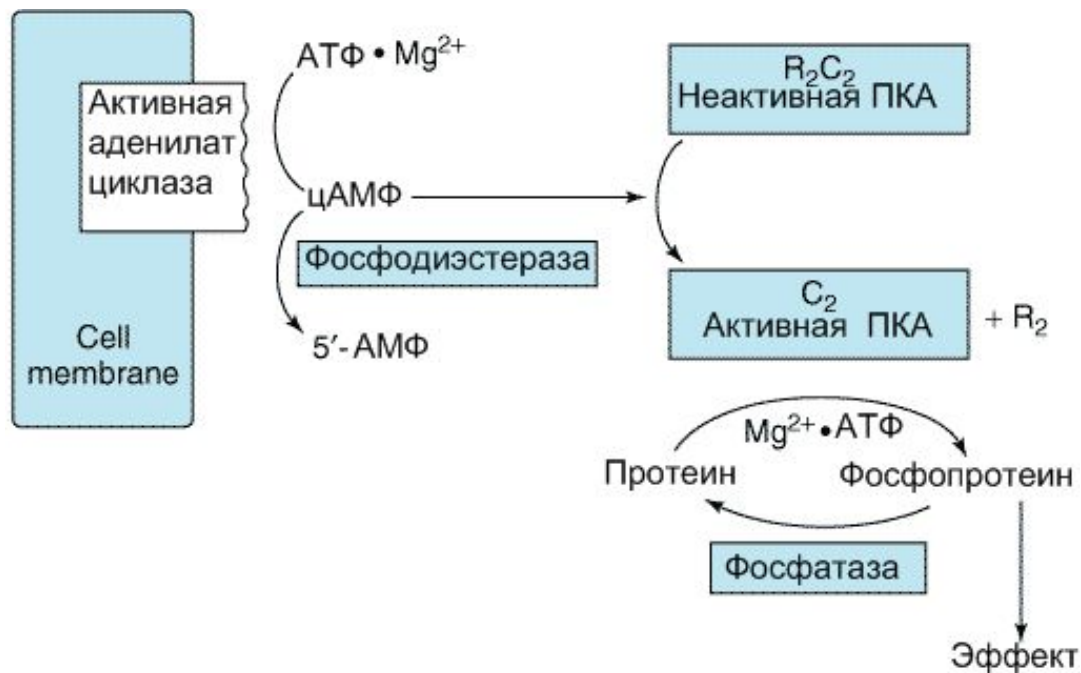 АТФ • Mg²⁺
Активная
аденилат
циклаза
цАМФ
Фосфодиэстераза
5′-АМФ
Cell
membrane
R₂C₂
Неактивная ПКА
C₂
Активная ПКА
+ R₂
Mg²⁺•АТФ
Протеин
Фосфопротеин
Фосфатаза
Эффект